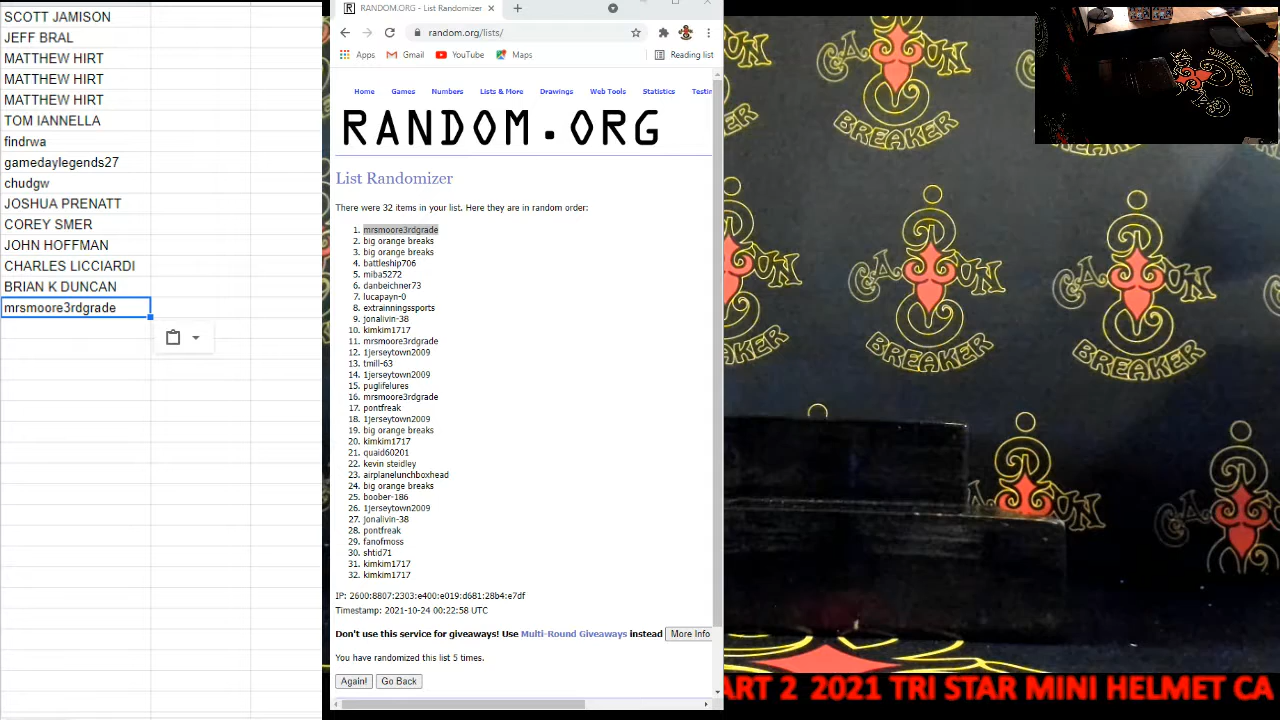 SCOTT JAMISON
JEFF BRAL
MATTHEW HIRT
MATTHEW HIRT
MATTHEW HIRT
TOM IANNELLA
findrwa
gamedaylegends27
chudgw
JOSHUA PRENATT
COREY SMER
JOHN HOFFMAN
CHARLES LICCIARDI
BRIAN K DUNCAN
mrsmoore3rdgrade
RANDOM.ORG - List Randomizer
random.org/lists/
Apps Gmail YouTube Maps Reading list
Home Games Numbers Lists & More Drawings Web Tools Statistics Testin
RANDOM.ORG
List Randomizer
There were 32 items in your list. Here they are in random order:
1. mrsmoore3rdgrade
2. big orange breaks
3. big orange breaks
4. battleship706
5. miba5272
6. danbeichner73
7. lucapayn-0
8. extrainningssports
9. jonalivin-38
10. kimkim1717
11. mrsmoore3rdgrade
12. 1jerseytown2009
13. tmill-63
14. 1jerseytown2009
15. puglifelures
16. mrsmoore3rdgrade
17. pontfreak
18. 1jerseytown2009
19. big orange breaks
20. kimkim1717
21. quaid60201
22. kevin steidley
23. airplanelunchboxhead
24. big orange breaks
25. boober-186
26. 1jerseytown2009
27. jonalivin-38
28. pontfreak
29. fanofmoss
30. shtid71
31. kimkim1717
32. kimkim1717
IP: 2600:8807:2303:e400:e019:d681:28b4:e7df
Timestamp: 2021-10-24 00:22:58 UTC
Don't use this service for giveaways! Use Multi-Round Giveaways instead More Info
You have randomized this list 5 times.
Again! Go Back
CAJUN
BREAKER
CAJUN
BREAKER
CAJUN
BREAKER
ART 2 2021 TRI STAR MINI HELMET CA